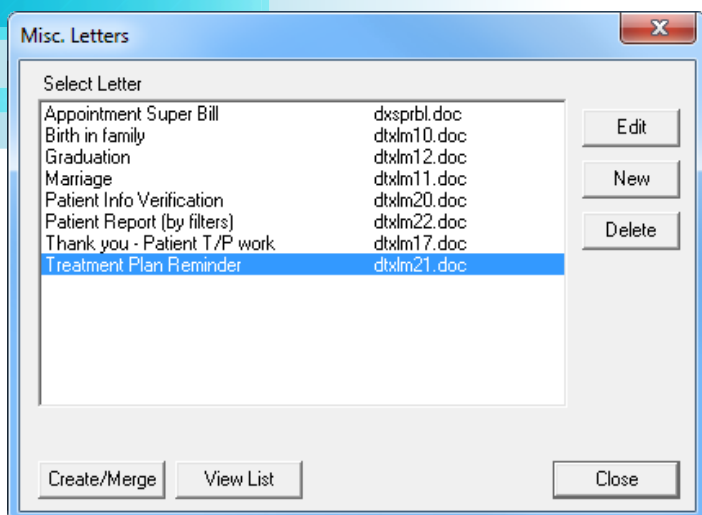 Misc. Letters
Select Letter
Appointment Super Bill dxsprbl.doc
Birth in family dtxlm10.doc
Graduation dtxlm12.doc
Marriage dtxlm11.doc
Patient Info Verification dtxlm20.doc
Patient Report (by filters) dtxlm22.doc
Thank you - Patient T/P work dtxlm17.doc
Treatment Plan Reminder dtxlm21.doc
Edit
New
Delete
Create/Merge View List Close